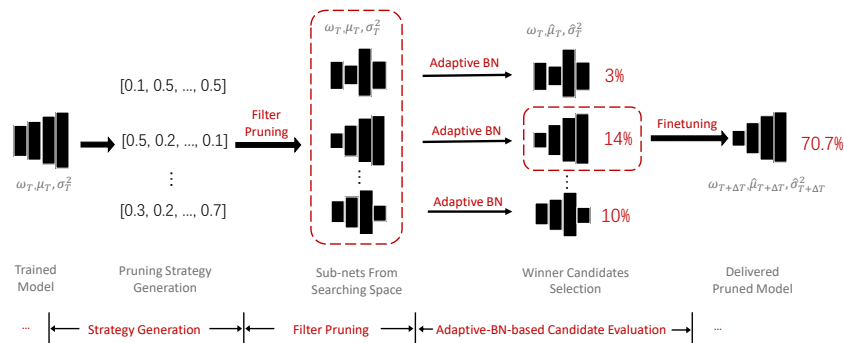 ω_T, μ_T, σ_T^2
ω_T, μ̂_T, σ̂_T^2
[0.1, 0.5, ..., 0.5]
Adaptive BN
3%
Filter
Pruning
[0.5, 0.2, ..., 0.1]
Adaptive BN
14%
Finetuning
70.7%
ω_T, μ_T, σ_T^2
⋮
⋮
⋮
ω_{T+ΔT}, μ̂_{T+ΔT}, σ̂_{T+ΔT}^2
[0.3, 0.2, ..., 0.7]
Adaptive BN
10%
Trained
Model
Pruning Strategy
Generation
Sub-nets From
Searching Space
Winner Candidates
Selection
Delivered
Pruned Model
...
Strategy Generation
Filter Pruning
Adaptive-BN-based Candidate Evaluation
...